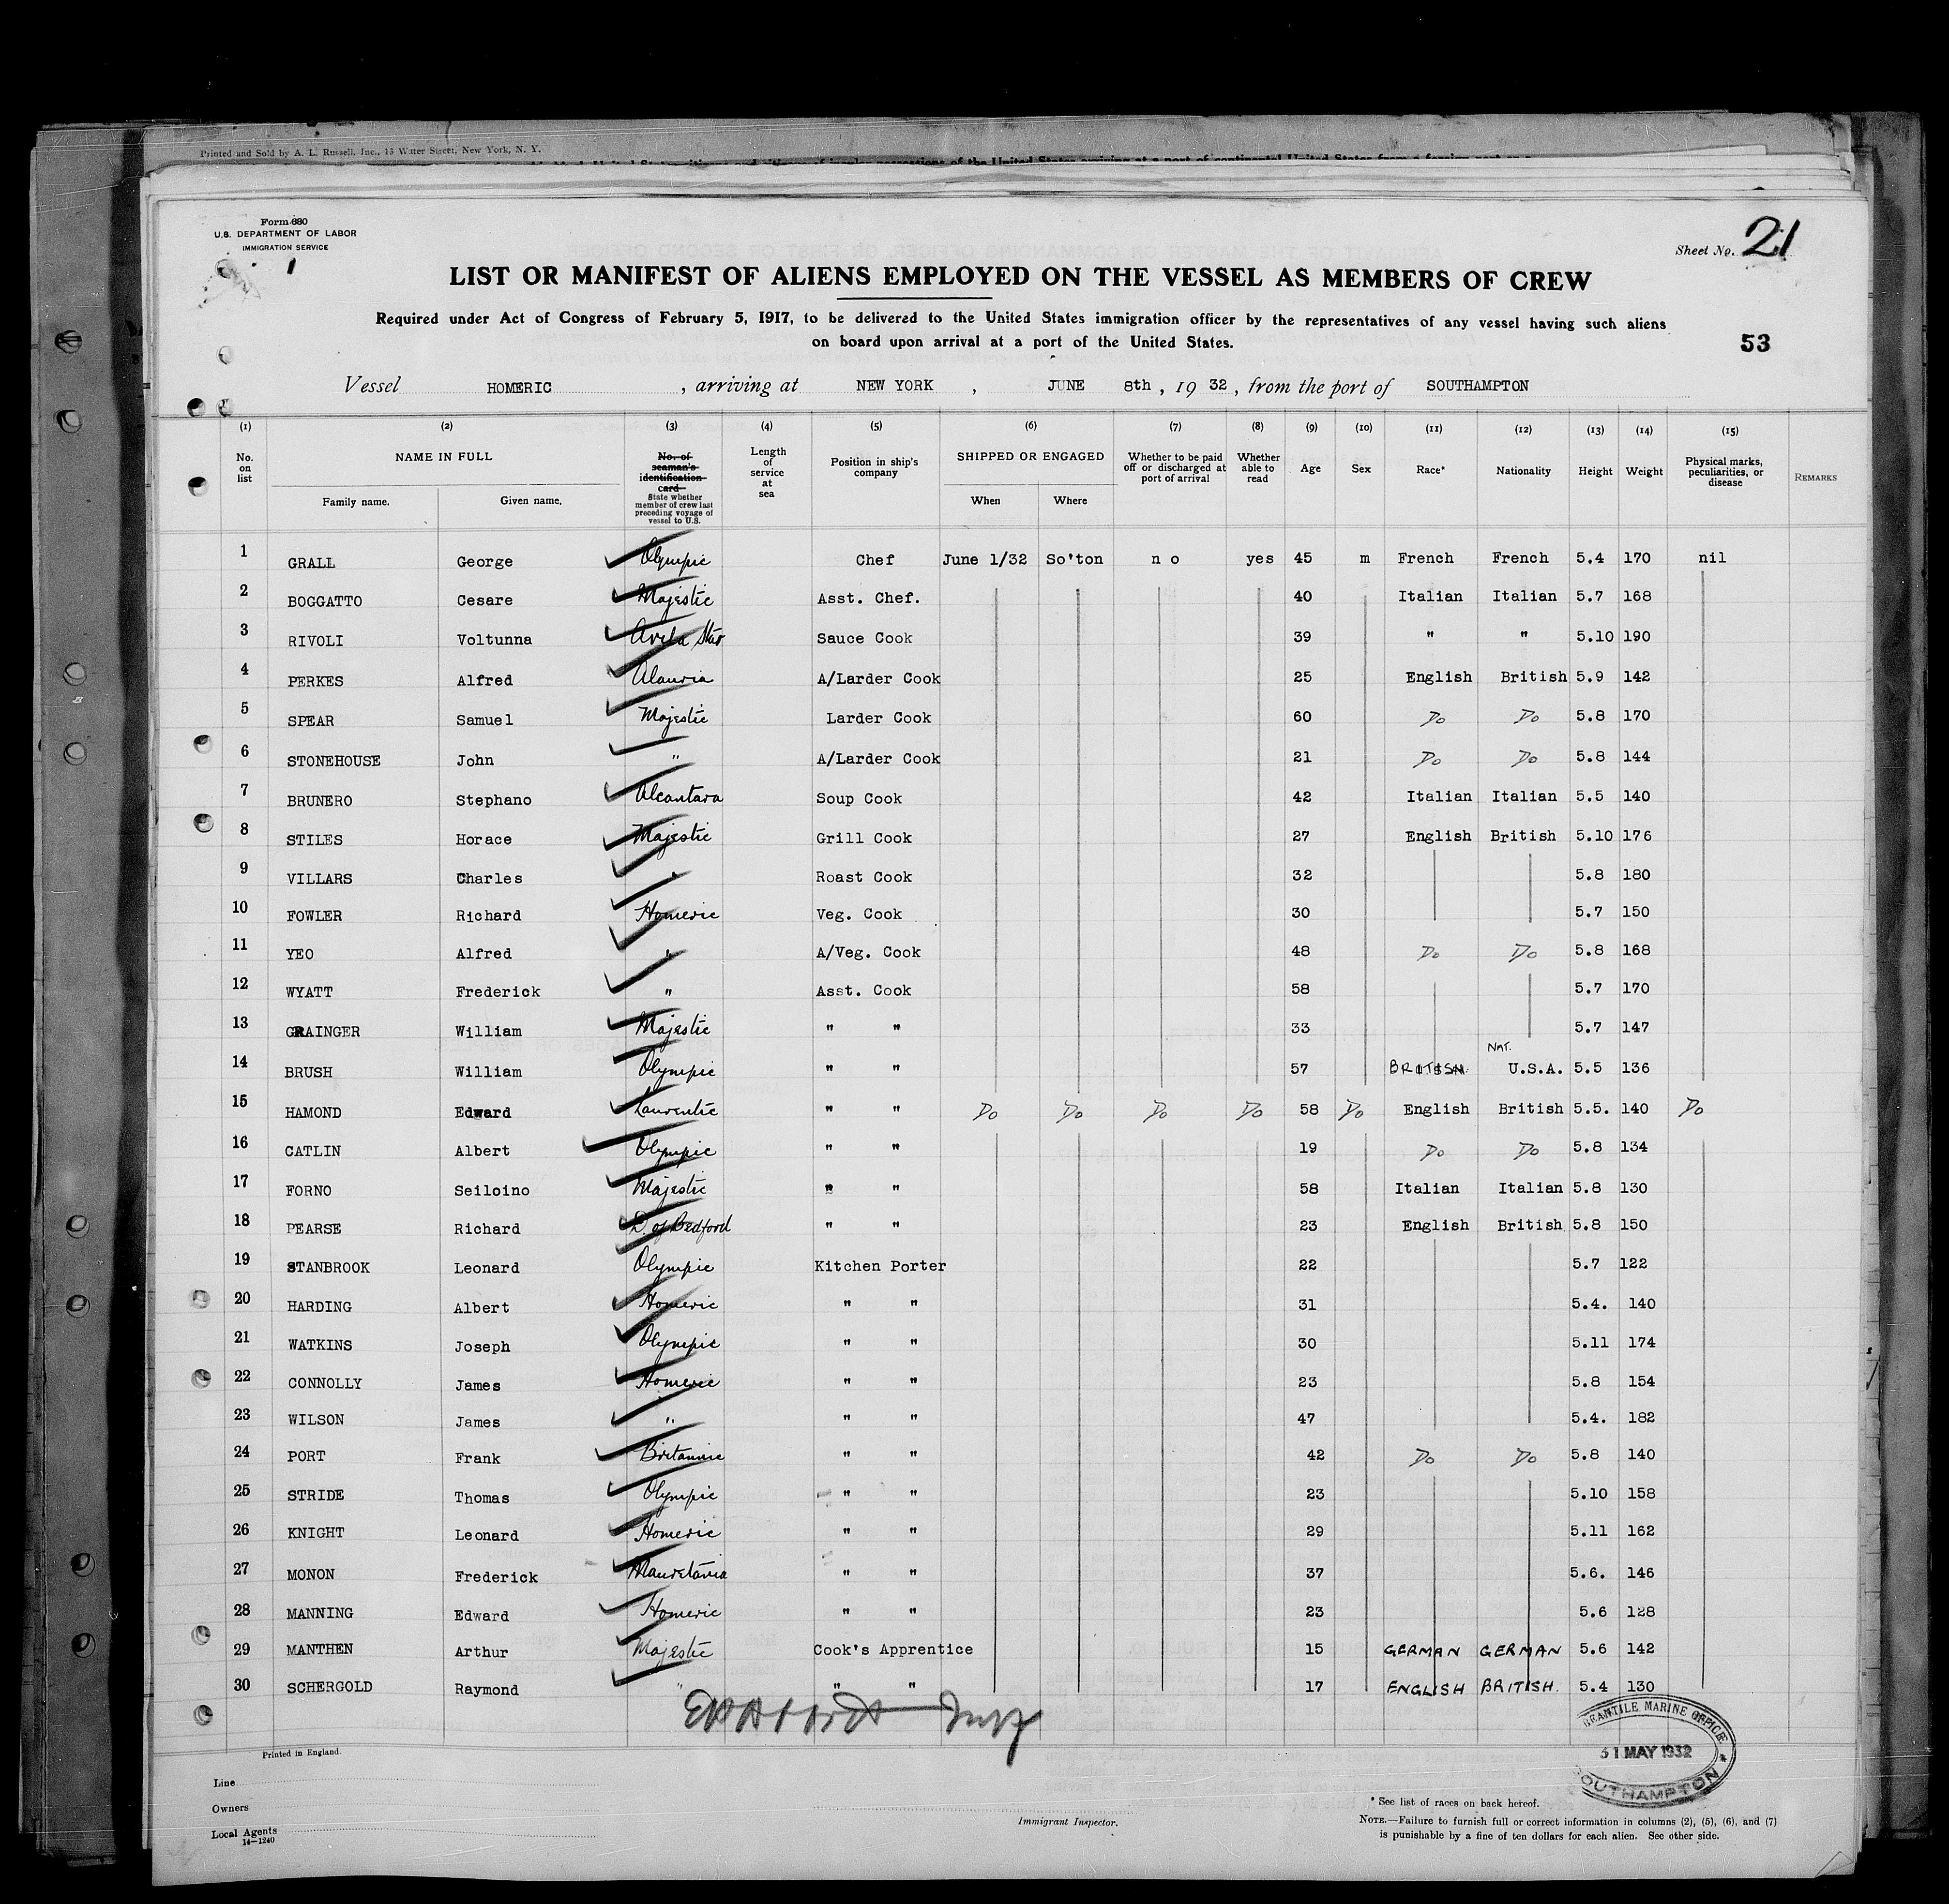 Printed and Sold by A. L. Russell, Inc., 15 Water Street, New York, N. Y.
Form 680
U.S. DEPARTMENT OF LABOR
IMMIGRATION SERVICE
Sheet No. 21
LIST OR MANIFEST OF ALIENS EMPLOYED ON THE VESSEL AS MEMBERS OF CREW
Required under Act of Congress of February 5, 1917, to be delivered to the United States immigration officer by the representatives of any vessel having such aliens
on board upon arrival at a port of the United States.
53
Vessel HOMERIC, arriving at NEW YORK, JUNE 8th, 1932, from the port of SOUTHAMPTON
(1) (2) (3) (4) (5) (6) (7) (8) (9) (10) (11) (12) (13) (14) (15)
No. on list NAME IN FULL Family name. Given name. No. of seaman's identification card State whether member of crew last preceding voyage of vessel to U.S. Length of service at sea Position in ship's company SHIPPED OR ENGAGED When Where Whether to be paid off or discharged at port of arrival Whether able to read Age Sex Race* Nationality Height Weight Physical marks, peculiarities, or disease REMARKS
1 GRALL George Olympic Chef June 1/32 So'ton no yes 45 m French French 5.4 170 nil
2 BOGGATTO Cesare Majestic Asst. Chef. 40 Italian Italian 5.7 168
3 RIVOLI Voltunna Avila Star Sauce Cook 39 " " 5.10 190
4 PERKES Alfred Alaunia A/Larder Cook 25 English British 5.9 142
5 SPEAR Samuel Majestic Larder Cook 60 Do Do 5.8 170
6 STONEHOUSE John " A/Larder Cook 21 Do Do 5.8 144
7 BRUNERO Stephano Alcantara Soup Cook 42 Italian Italian 5.5 140
8 STILES Horace Majestic Grill Cook 27 English British 5.10 176
9 VILLARS Charles " Roast Cook 32 5.8 180
10 FOWLER Richard Homeric Veg. Cook 30 5.7 150
11 YEO Alfred " A/Veg. Cook 48 Do Do 5.8 168
12 WYATT Frederick " Asst. Cook 58 5.7 170
13 GRAINGER William Majestic " " 33 5.7 147
14 BRUSH William Olympic " " 57 BRITISH NAT. U.S.A. 5.5 136
15 HAMOND Edward Laurentic " " Do Do Do Do 58 Do English British 5.5. 140 Do
16 CATLIN Albert Olympic " " 19 Do Do 5.8 134
17 FORNO Seiloino Majestic " " 58 Italian Italian 5.8 130
18 PEARSE Richard D. of Bedford " " 23 English British 5.8 150
19 STANBROOK Leonard Olympic Kitchen Porter 22 5.7 122
20 HARDING Albert Homeric " " 31 5.4. 140
21 WATKINS Joseph Olympic " " 30 5.11 174
22 CONNOLLY James Homeric " " 23 5.8 154
23 WILSON James " " " 47 5.4. 182
24 PORT Frank Britannic " " 42 Do Do 5.8 140
25 STRIDE Thomas Olympic " " 23 5.10 158
26 KNIGHT Leonard Homeric " " 29 5.11 162
27 MONON Frederick Mauretania " " 37 5.6. 146
28 MANNING Edward Homeric " " 23 5.6 128
29 MANTHEN Arthur Majestic Cook's Apprentice 15 GERMAN GERMAN 5.6 142
30 SCHERGOLD Raymond " " " 17 ENGLISH BRITISH. 5.4 130
MERCANTILE MARINE OFFICE
31 MAY 1932
SOUTHAMPTON
Printed in England
Line
Owners
Local Agents
14-1240
Immigrant Inspector.
* See list of races on back hereof.
NOTE.—Failure to furnish full or correct information in columns (2), (5), (6), and (7)
is punishable by a fine of ten dollars for each alien. See other side.